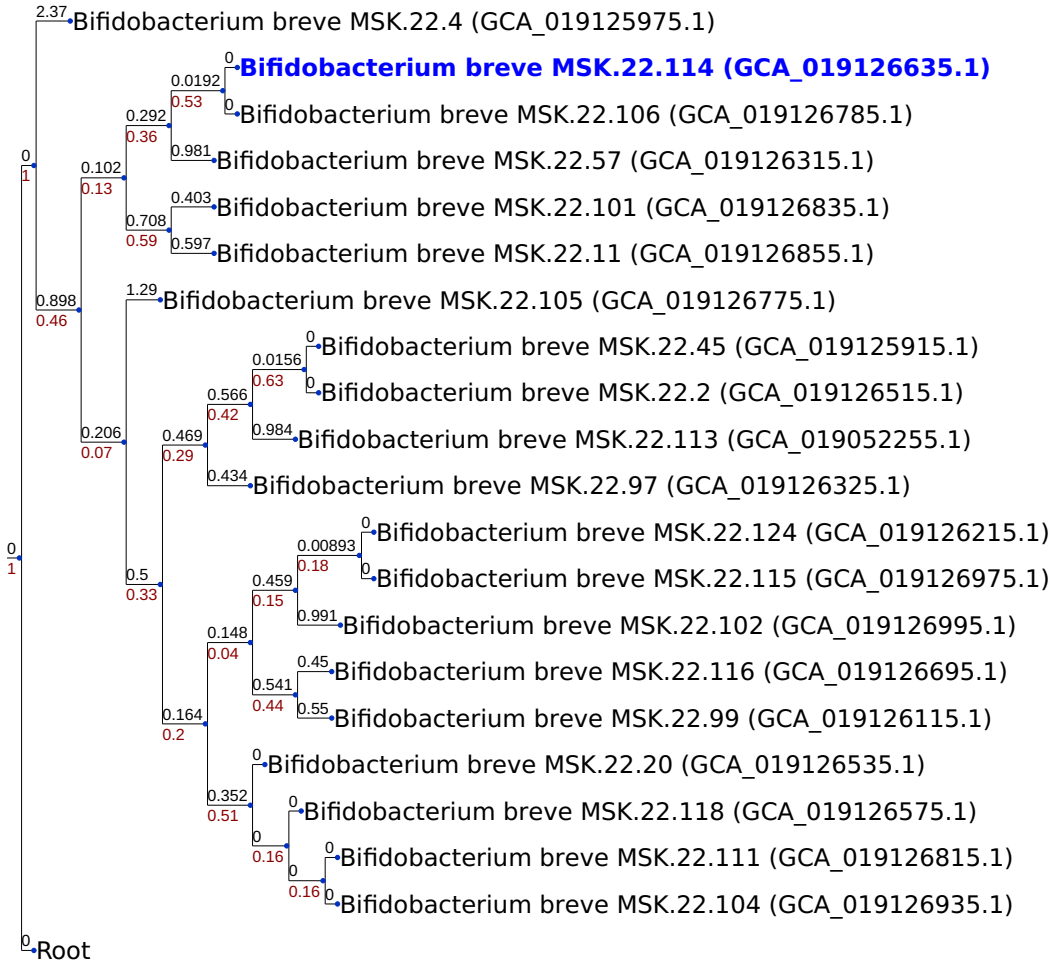 2.37 Bifidobacterium breve MSK.22.4 (GCA_019125975.1)
0 Bifidobacterium breve MSK.22.114 (GCA_019126635.1)
0.0192
0.53
0 Bifidobacterium breve MSK.22.106 (GCA_019126785.1)
0.292
0.36
0.981 Bifidobacterium breve MSK.22.57 (GCA_019126315.1)
0
1
0.102
0.13
0.403 Bifidobacterium breve MSK.22.101 (GCA_019126835.1)
0.708
0.59
0.597 Bifidobacterium breve MSK.22.11 (GCA_019126855.1)
1.29 Bifidobacterium breve MSK.22.105 (GCA_019126775.1)
0.898
0.46
0 Bifidobacterium breve MSK.22.45 (GCA_019125915.1)
0.0156
0.63
0 Bifidobacterium breve MSK.22.2 (GCA_019126515.1)
0.566
0.42
0.984 Bifidobacterium breve MSK.22.113 (GCA_019052255.1)
0.206
0.07
0.469
0.29
0.434 Bifidobacterium breve MSK.22.97 (GCA_019126325.1)
0 Bifidobacterium breve MSK.22.124 (GCA_019126215.1)
0
1
0.00893
0.18
0 Bifidobacterium breve MSK.22.115 (GCA_019126975.1)
0.5
0.33
0.459
0.15
0.991 Bifidobacterium breve MSK.22.102 (GCA_019126995.1)
0.148
0.04
0.45 Bifidobacterium breve MSK.22.116 (GCA_019126695.1)
0.541
0.44
0.55 Bifidobacterium breve MSK.22.99 (GCA_019126115.1)
0.164
0.2
0 Bifidobacterium breve MSK.22.20 (GCA_019126535.1)
0.352
0.51
0 Bifidobacterium breve MSK.22.118 (GCA_019126575.1)
0
0.16
0 Bifidobacterium breve MSK.22.111 (GCA_019126815.1)
0
0.16
0 Bifidobacterium breve MSK.22.104 (GCA_019126935.1)
0 Root